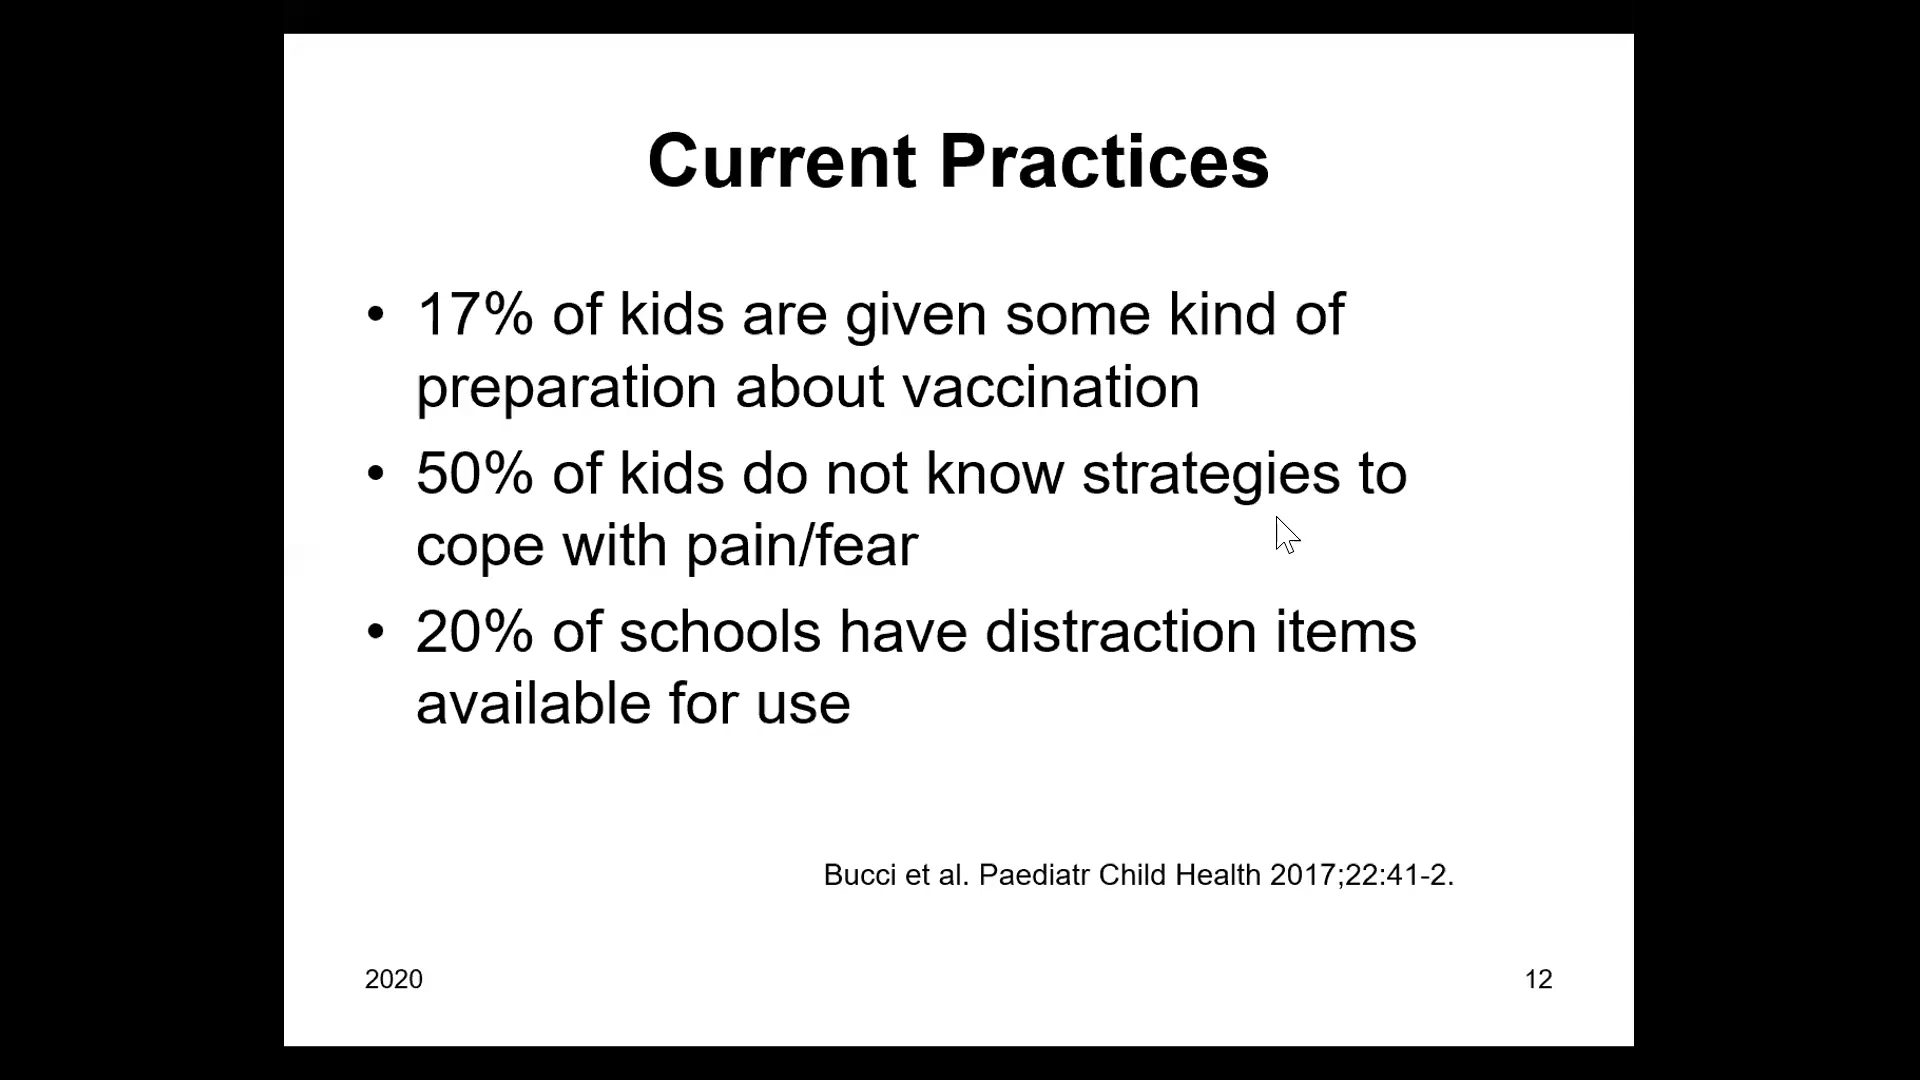 Current Practices
• 17% of kids are given some kind of
preparation about vaccination
• 50% of kids do not know strategies to
cope with pain/fear
• 20% of schools have distraction items
available for use
Bucci et al. Paediatr Child Health 2017;22:41-2.
2020
12